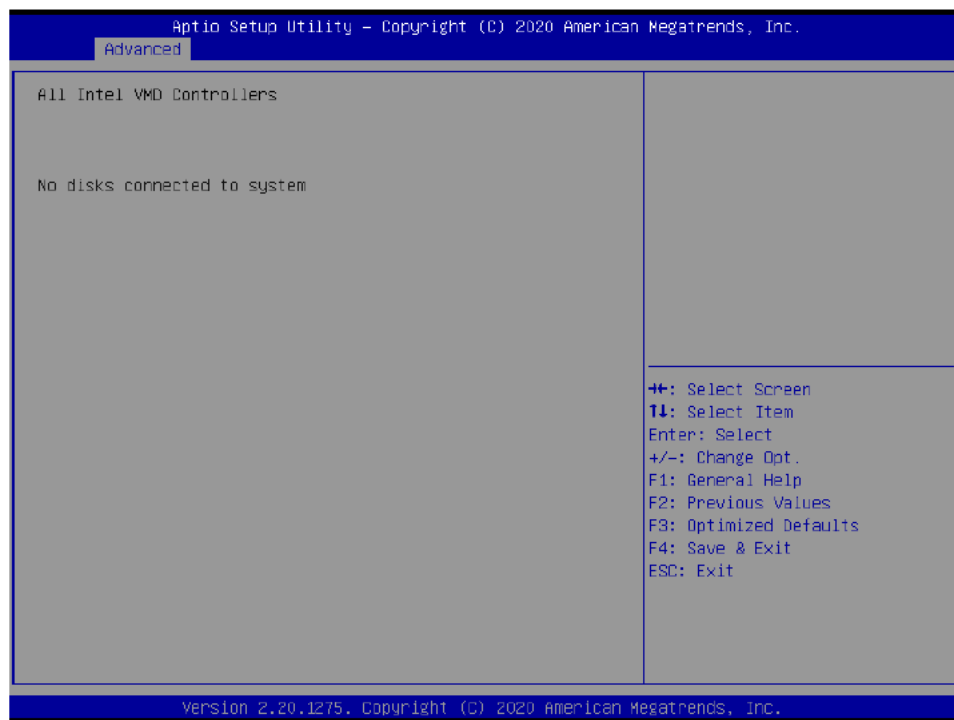 Aptio Setup Utility – Copyright (C) 2020 American Megatrends, Inc.
Advanced
All Intel VMD Controllers
No disks connected to system
→←: Select Screen
↑↓: Select Item
Enter: Select
+/-: Change Opt.
F1: General Help
F2: Previous Values
F3: Optimized Defaults
F4: Save & Exit
ESC: Exit
Version 2.20.1275. Copyright (C) 2020 American Megatrends, Inc.